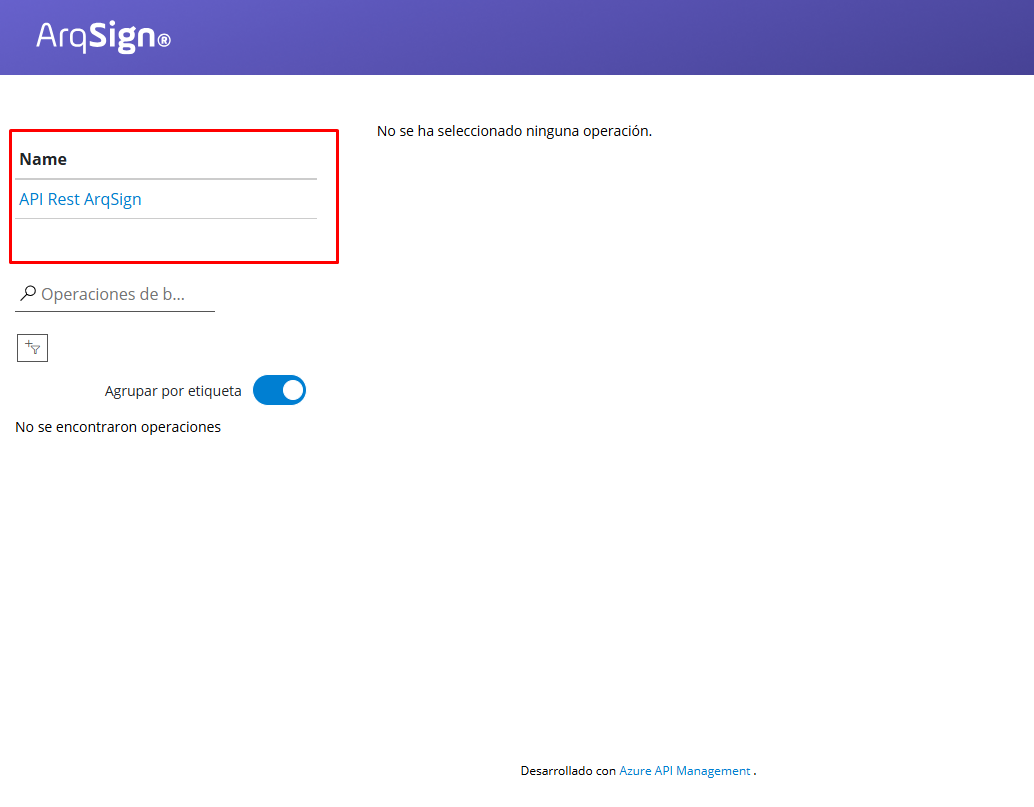 ArqSign®
Name
API Rest ArqSign
Operaciones de b...
Agrupar por etiqueta
No se encontraron operaciones
No se ha seleccionado ninguna operación.
Desarrollado con Azure API Management .